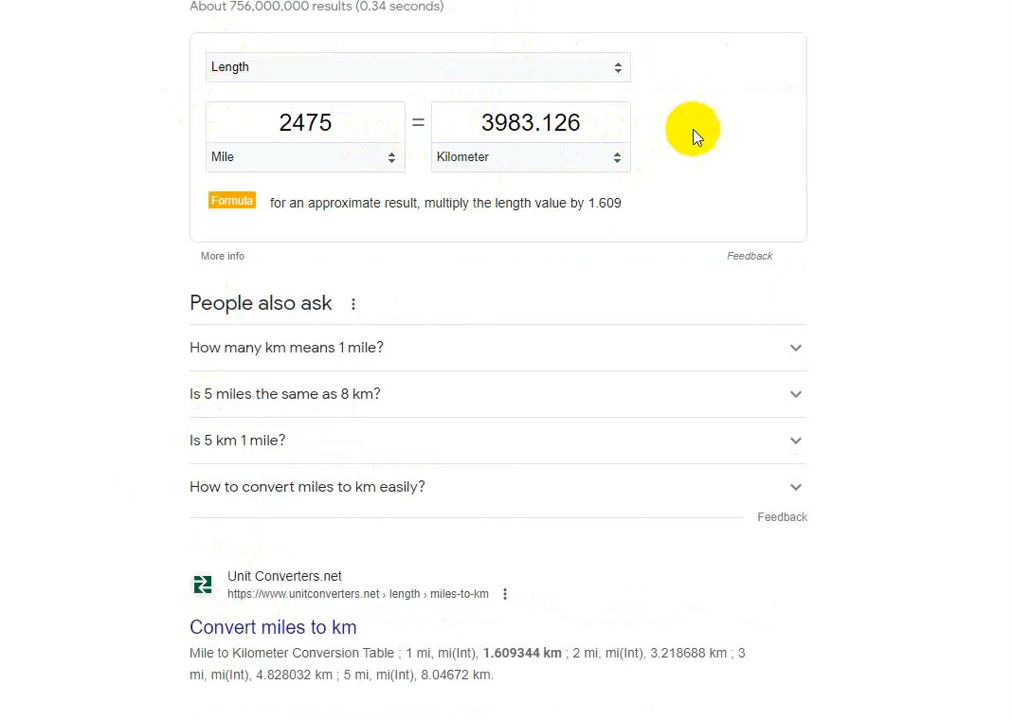 About 756,000,000 results (0.34 seconds)
Length
2475 = 3983.126
Mile Kilometer
Formula for an approximate result, multiply the length value by 1.609
More info Feedback
People also ask
How many km means 1 mile?
Is 5 miles the same as 8 km?
Is 5 km 1 mile?
How to convert miles to km easily?
Feedback
Unit Converters.net
https://www.unitconverters.net › length › miles-to-km
Convert miles to km
Mile to Kilometer Conversion Table ; 1 mi, mi(Int), 1.609344 km ; 2 mi, mi(Int), 3.218688 km ; 3
mi, mi(Int), 4.828032 km ; 5 mi, mi(Int), 8.04672 km.